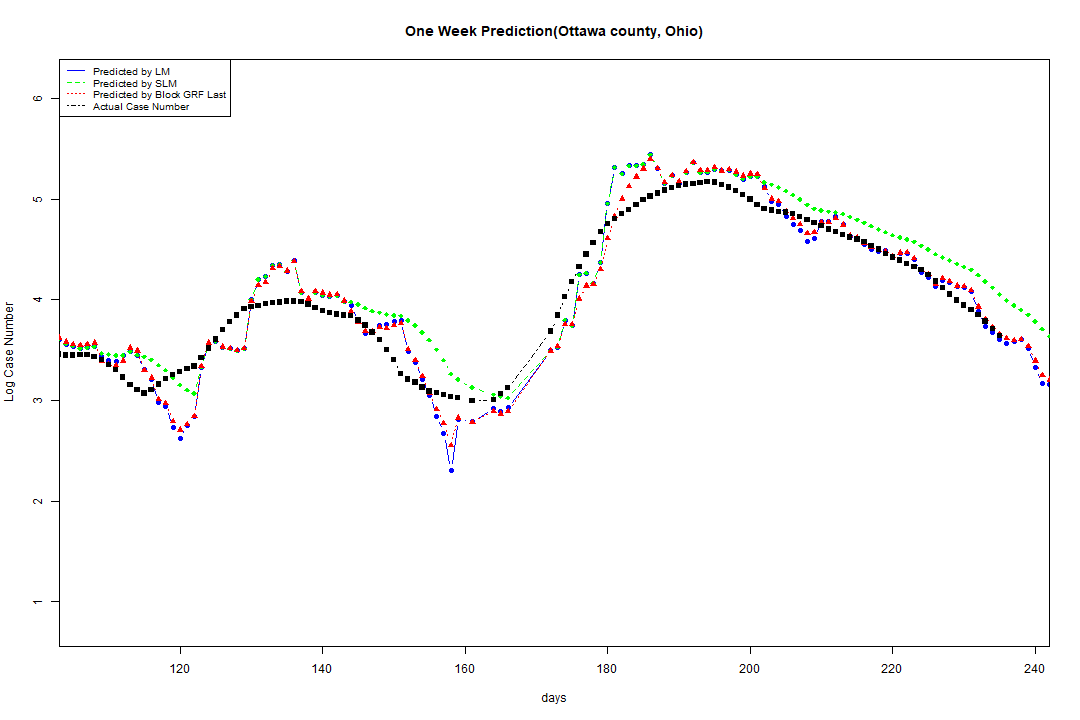 One Week Prediction(Ottawa county, Ohio)
Predicted by LM
Predicted by SLM
Predicted by Block GRF Last
Actual Case Number
Log Case Number
6
5
4
3
2
1
120 140 160 180 200 220 240
days